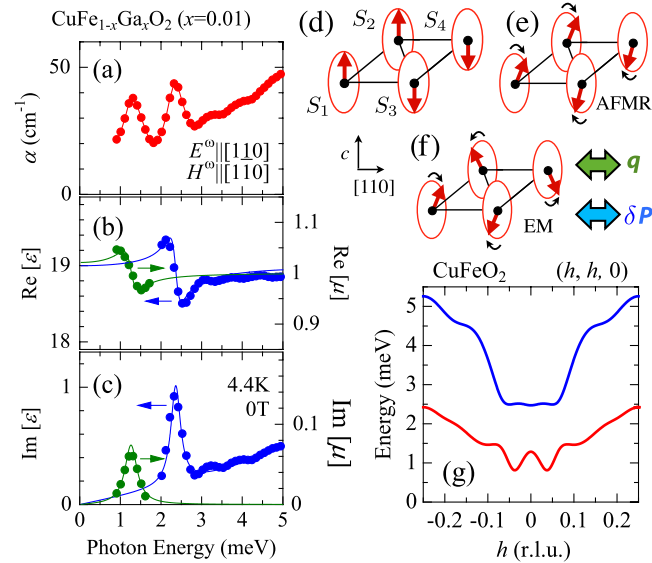 CuFe1-xGaxO2 (x=0.01)
(a)
50
0
α (cm-1)
Eω||[110]
Hω||[110]
(b)
19
18
Re [ε]
1.1
1
0.9
Re [μ]
(c)
4.4K
0T
1
0
Im [ε]
0.1
0
Im [μ]
0 1 2 3 4 5
Photon Energy (meV)
(d)
S2 S4
S1 S3
(e)
AFMR
c
[110]
(f)
EM
q
δP
CuFeO2 (h, h, 0)
5
4
3
2
1
0
Energy (meV)
(g)
-0.2 -0.1 0 0.1 0.2
h (r.l.u.)